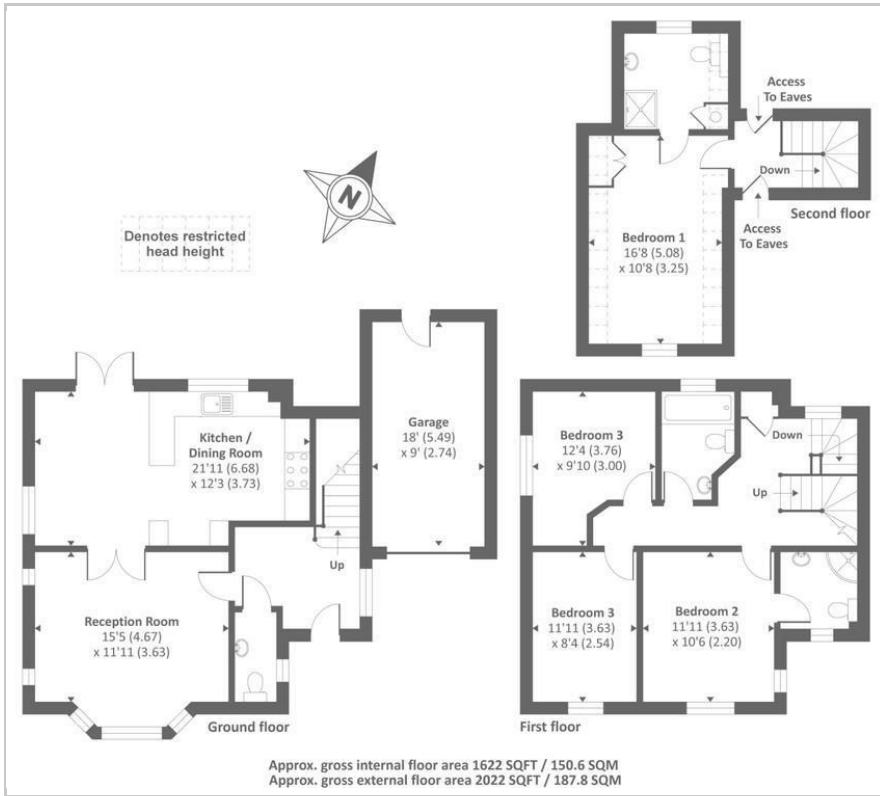 Access
To Eaves
Down
Second floor
Access
To Eaves
Bedroom 1
16'8 (5.08)
x 10'8 (3.25)
N
Denotes restricted
head height
Kitchen /
Dining Room
21'11 (6.68)
x 12'3 (3.73)
Up
Reception Room
15'5 (4.67)
x 11'11 (3.63)
Ground floor
Garage
18' (5.49)
x 9' (2.74)
Bedroom 3
12'4 (3.76)
x 9'10 (3.00)
Down
Up
Bedroom 3
11'11 (3.63)
x 8'4 (2.54)
Bedroom 2
11'11 (3.63)
x 10'6 (2.20)
First floor
Approx. gross internal floor area 1622 SQFT / 150.6 SQM
Approx. gross external floor area 2022 SQFT / 187.8 SQM